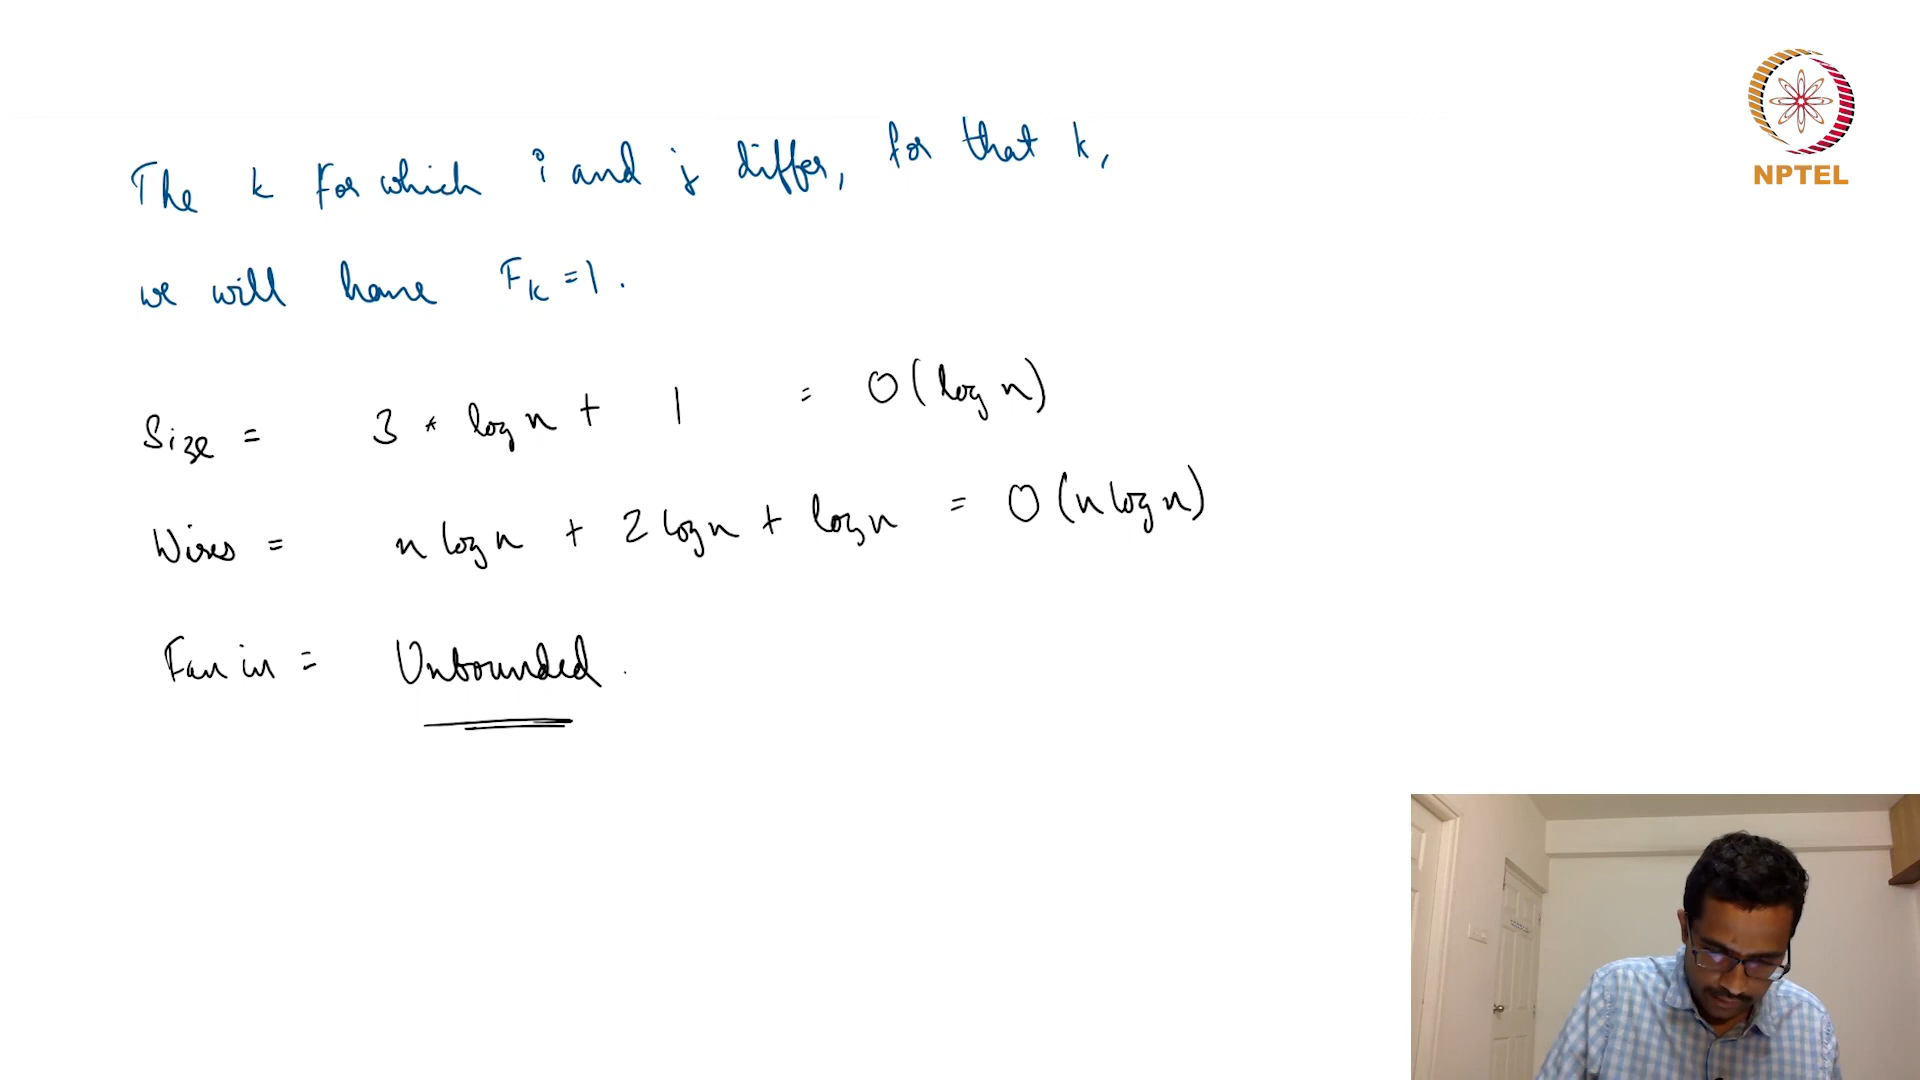 The k for which i and j differ, for that k,
we will have F_k = 1.
Size = 3 * log n + 1 = O(log n)
Wires = n log n + 2 log n + log n = O(n log n)
Fan in = Unbounded.
NPTEL